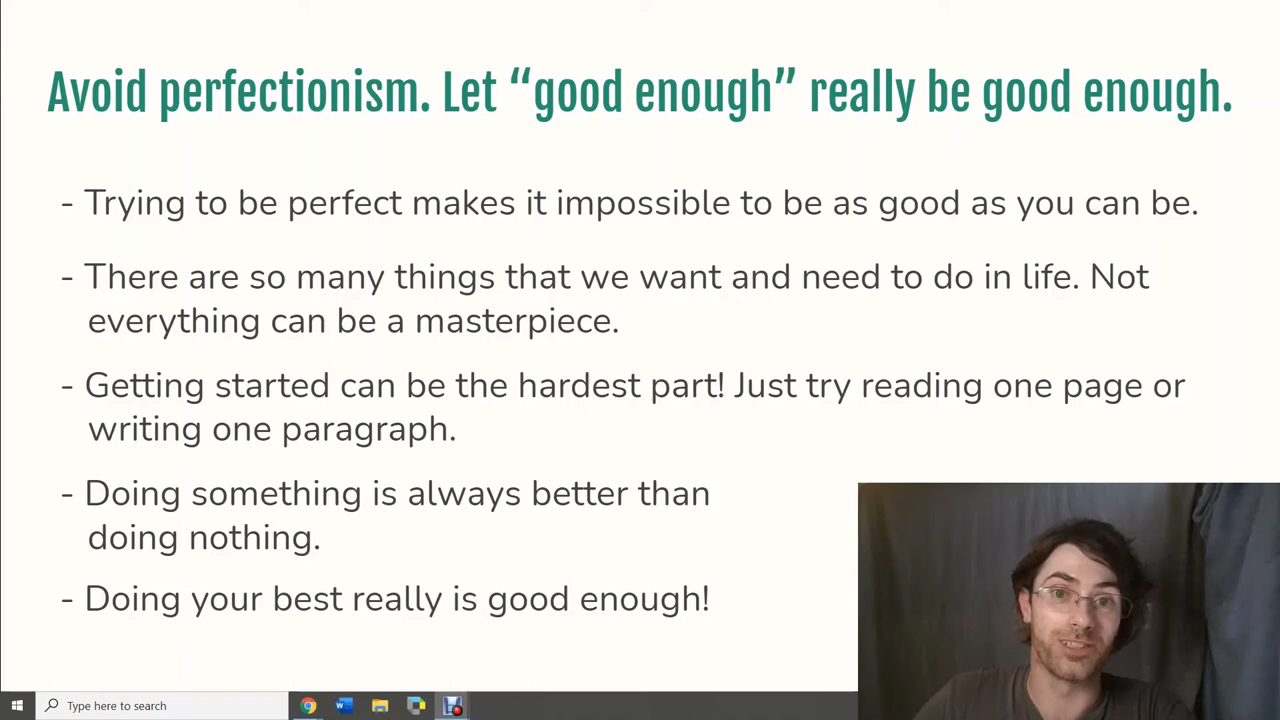 Avoid perfectionism. Let “good enough” really be good enough.
- Trying to be perfect makes it impossible to be as good as you can be.
- There are so many things that we want and need to do in life. Not
everything can be a masterpiece.
- Getting started can be the hardest part! Just try reading one page or
writing one paragraph.
- Doing something is always better than
doing nothing.
- Doing your best really is good enough!
Type here to search